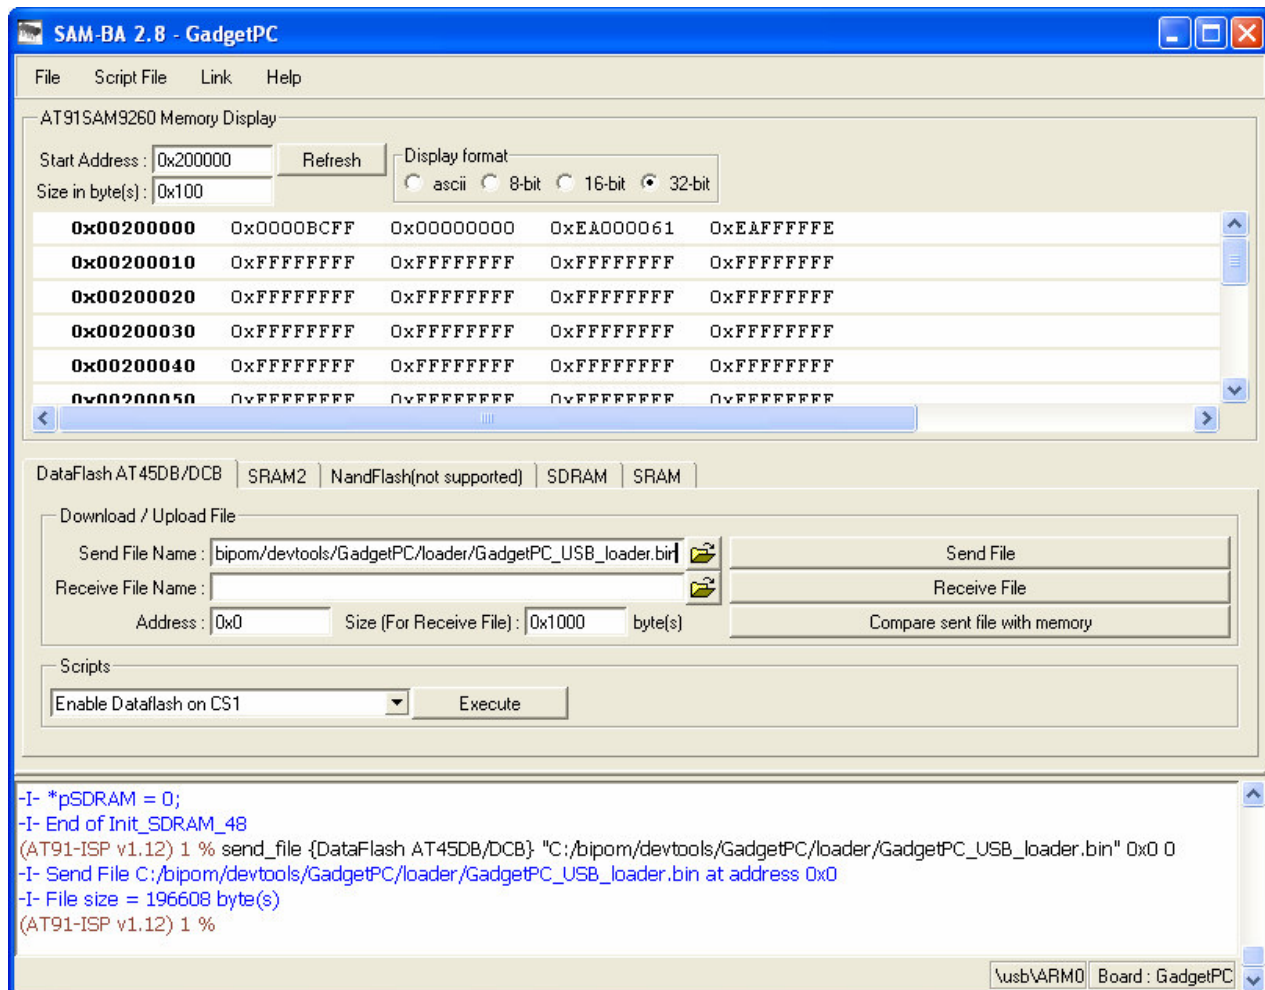 SAM-BA 2.8 - GadgetPC
File Script File Link Help
AT91SAM9260 Memory Display
Start Address : 0x200000 Refresh
Size in byte(s) : 0x100
Display format
ascii 8-bit 16-bit 32-bit
0x00200000 0x0000BCFF 0x00000000 0xEA000061 0xEAFFFFFE
0x00200010 0xFFFFFFFF 0xFFFFFFFF 0xFFFFFFFF 0xFFFFFFFF
0x00200020 0xFFFFFFFF 0xFFFFFFFF 0xFFFFFFFF 0xFFFFFFFF
0x00200030 0xFFFFFFFF 0xFFFFFFFF 0xFFFFFFFF 0xFFFFFFFF
0x00200040 0xFFFFFFFF 0xFFFFFFFF 0xFFFFFFFF 0xFFFFFFFF
0x00200050 0xFFFFFFFF 0xFFFFFFFF 0xFFFFFFFF 0xFFFFFFFF
DataFlash AT45DB/DCB SRAM2 NandFlash(not supported) SDRAM SRAM
Download / Upload File
Send File Name : bipom/devtools/GadgetPC/loader/GadgetPC_USB_loader.bin Send File
Receive File Name : Receive File
Address : 0x0 Size (For Receive File) : 0x1000 byte(s) Compare sent file with memory
Scripts
Enable Dataflash on CS1 Execute
-I- *pSDRAM = 0;
-I- End of Init_SDRAM_48
(AT91-ISP v1.12) 1 % send_file {DataFlash AT45DB/DCB} "C:/bipom/devtools/GadgetPC/loader/GadgetPC_USB_loader.bin" 0x0 0
-I- Send File C:/bipom/devtools/GadgetPC/loader/GadgetPC_USB_loader.bin at address 0x0
-I- File size = 196608 byte(s)
(AT91-ISP v1.12) 1 %
\usb\ARM0 Board : GadgetPC